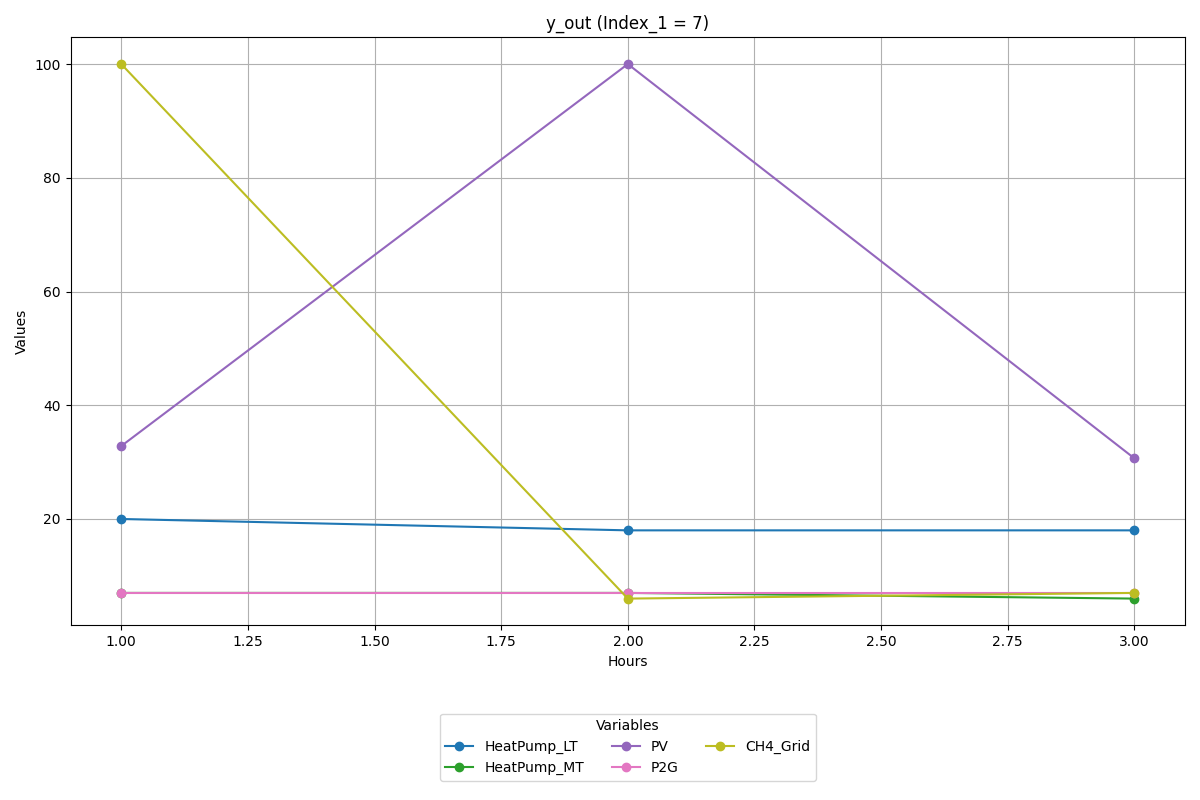 y_out (Index_1 = 7)
Values
100
80
60
40
20
1.00 1.25 1.50 1.75 2.00 2.25 2.50 2.75 3.00
Hours
Variables
HeatPump_LT PV CH4_Grid
HeatPump_MT P2G